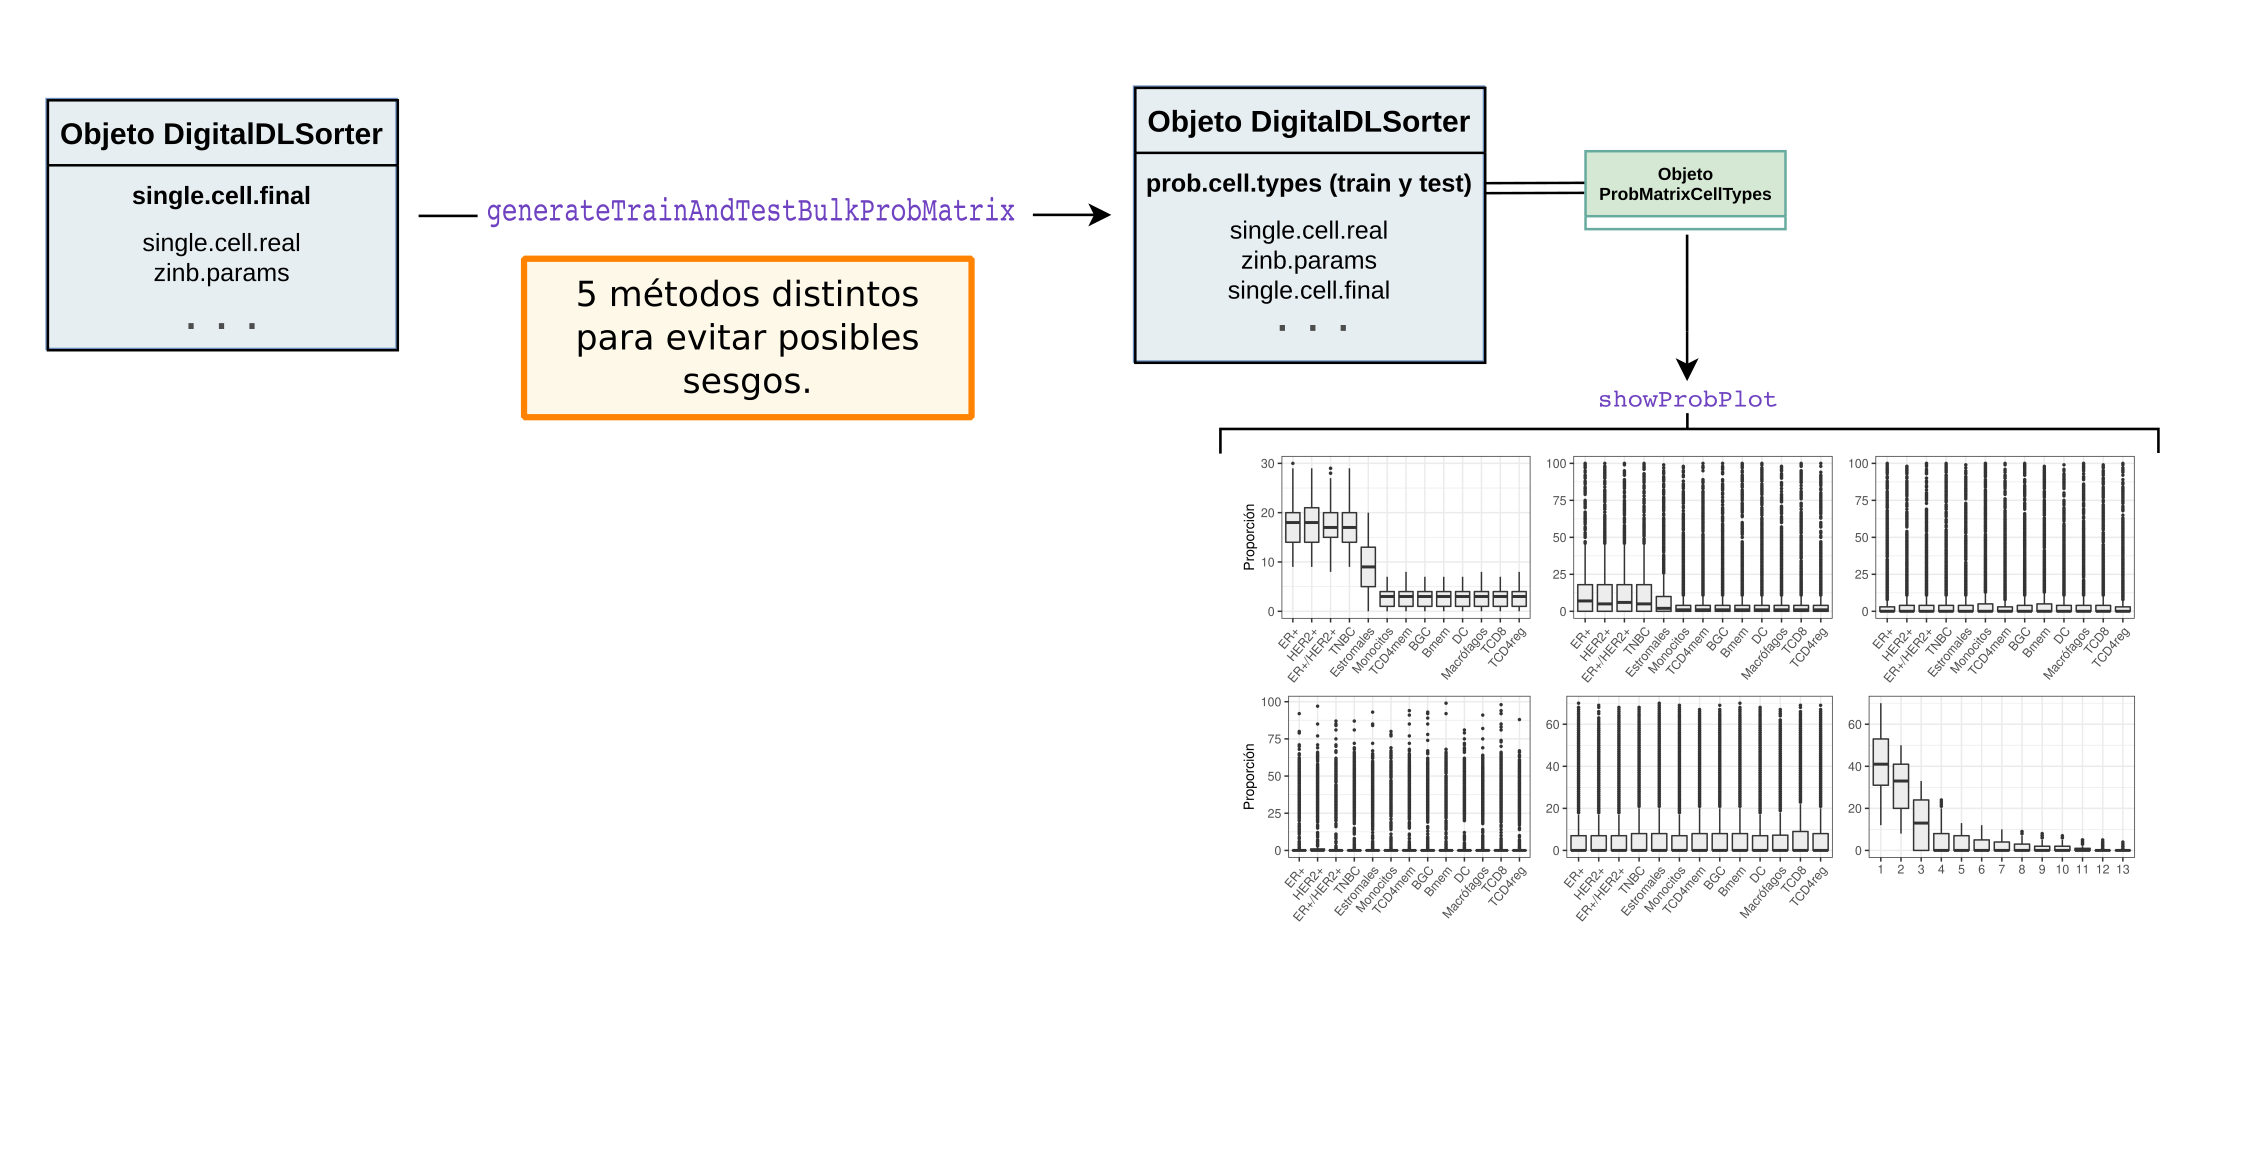 Objeto DigitalDLSorter
single.cell.final
single.cell.real
zinb.params
. . .
generateTrainAndTestBulkProbMatrix
5 métodos distintos
para evitar posibles
sesgos.
Objeto DigitalDLSorter
prob.cell.types (train y test)
single.cell.real
zinb.params
single.cell.final
. . .
Objeto
ProbMatrixCellTypes
showProbPlot
Proporción
30
20
10
0
ER+
HER2+
ER+/HER2+
TNBC
Estromales
Monocitos
TCD4mem
BGC
Bmem
DC
Macrófagos
TCD8
TCD4reg
100
75
50
25
0
ER+
HER2+
ER+/HER2+
TNBC
Estromales
Monocitos
TCD4mem
BGC
Bmem
DC
Macrófagos
TCD8
TCD4reg
100
75
50
25
0
ER+
HER2+
ER+/HER2+
TNBC
Estromales
Monocitos
TCD4mem
BGC
Bmem
DC
Macrófagos
TCD8
TCD4reg
Proporción
100
75
50
25
0
ER+
HER2+
ER+/HER2+
TNBC
Estromales
Monocitos
TCD4mem
BGC
Bmem
DC
Macrófagos
TCD8
TCD4reg
60
40
20
0
ER+
HER2+
ER+/HER2+
TNBC
Estromales
Monocitos
TCD4mem
BGC
Bmem
DC
Macrófagos
TCD8
TCD4reg
60
40
20
0
1 2 3 4 5 6 7 8 9 10 11 12 13